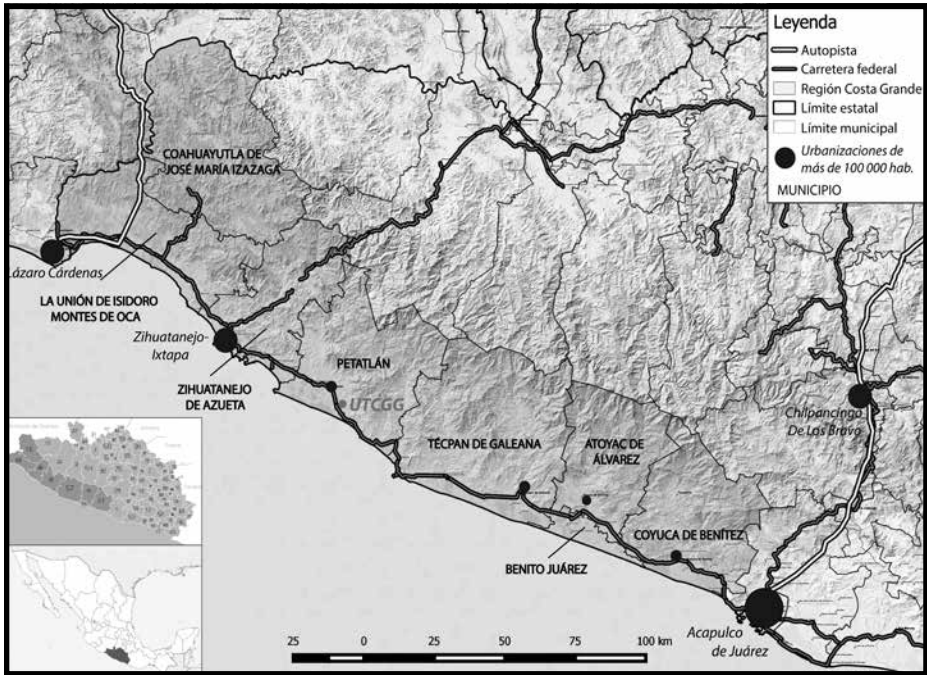 Leyenda
Autopista
Carretera federal
Región Costa Grande
Límite estatal
Límite municipal
Urbanizaciones de
más de 100 000 hab.
MUNICIPIO
COAHUAYUTLA DE
JOSÉ MARÍA IZAZAGA
Lázaro Cárdenas
LA UNIÓN DE ISIDORO
MONTES DE OCA
Zihuatanejo-
Ixtapa
ZIHUATANEJO
DE AZUETA
PETATLÁN
UTCGG
TÉCPAN DE GALEANA
ATOYAC DE
ÁLVAREZ
Chilpancingo
De Los Bravo
COYUCA DE BENÍTEZ
BENITO JUÁREZ
Acapulco
de Juárez
25 0 25 50 75 100 km